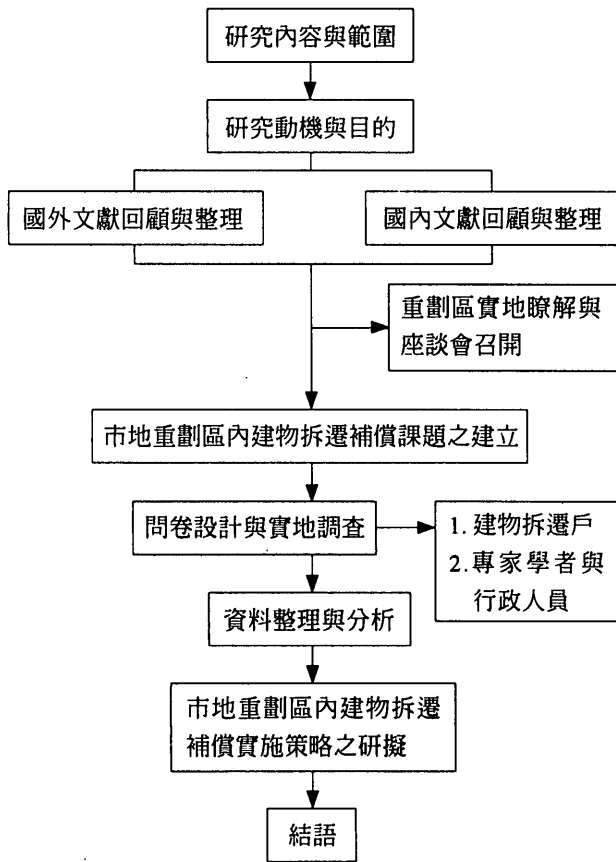 研究內容與範圍
研究動機與目的
國外文獻回顧與整理
國內文獻回顧與整理
重劃區實地瞭解與
座談會召開
市地重劃區內建物拆遷補償課題之建立
問卷設計與實地調查
1. 建物拆遷戶
2. 專家學者與
行政人員
資料整理與分析
市地重劃區內建物拆遷
補償實施策略之研擬
結語